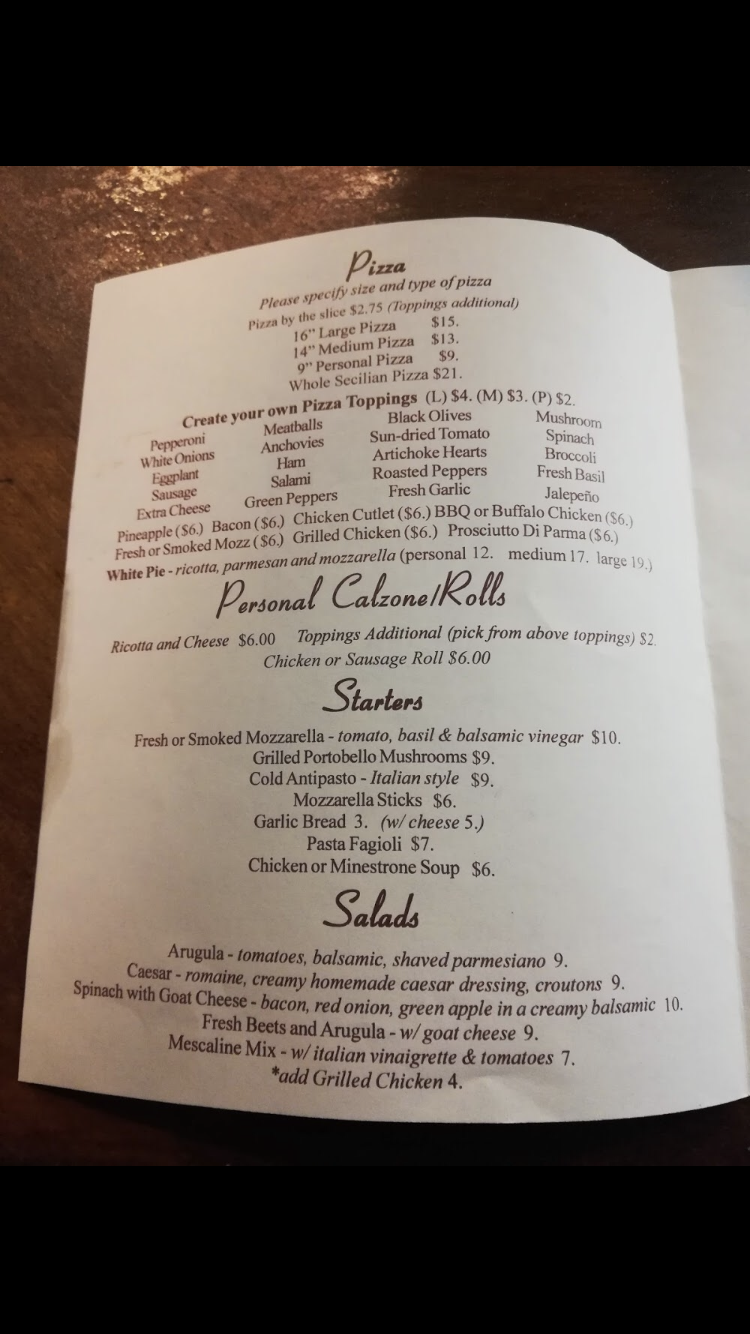 Pizza
Please specify size and type of pizza
Pizza by the slice $2.75 (Toppings additional)
16" Large Pizza $15.
14" Medium Pizza $13.
9" Personal Pizza $9.
Whole Secilian Pizza $21.
Create your own Pizza Toppings (L) $4. (M) $3. (P) $2.
Pepperoni Meatballs Black Olives Mushroom
White Onions Anchovies Sun-dried Tomato Spinach
Eggplant Ham Artichoke Hearts Broccoli
Sausage Salami Roasted Peppers Fresh Basil
Extra Cheese Green Peppers Fresh Garlic Jalepeño
Pineapple ($6.) Bacon ($6.) Chicken Cutlet ($6.) BBQ or Buffalo Chicken ($6.)
Fresh or Smoked Mozz ($6.) Grilled Chicken ($6.) Prosciutto Di Parma ($6.)
White Pie - ricotta, parmesan and mozzarella (personal 12. medium 17. large 19.)
Personal Calzone/Rolls
Ricotta and Cheese $6.00 Toppings Additional (pick from above toppings) $2.
Chicken or Sausage Roll $6.00
Starters
Fresh or Smoked Mozzarella - tomato, basil & balsamic vinegar $10.
Grilled Portobello Mushrooms $9.
Cold Antipasto - Italian style $9.
Mozzarella Sticks $6.
Garlic Bread 3. (w/ cheese 5.)
Pasta Fagioli $7.
Chicken or Minestrone Soup $6.
Salads
Arugula - tomatoes, balsamic, shaved parmesiano 9.
Caesar - romaine, creamy homemade caesar dressing, croutons 9.
Spinach with Goat Cheese - bacon, red onion, green apple in a creamy balsamic 10.
Fresh Beets and Arugula - w/ goat cheese 9.
Mescaline Mix - w/ italian vinaigrette & tomatoes 7.
*add Grilled Chicken 4.